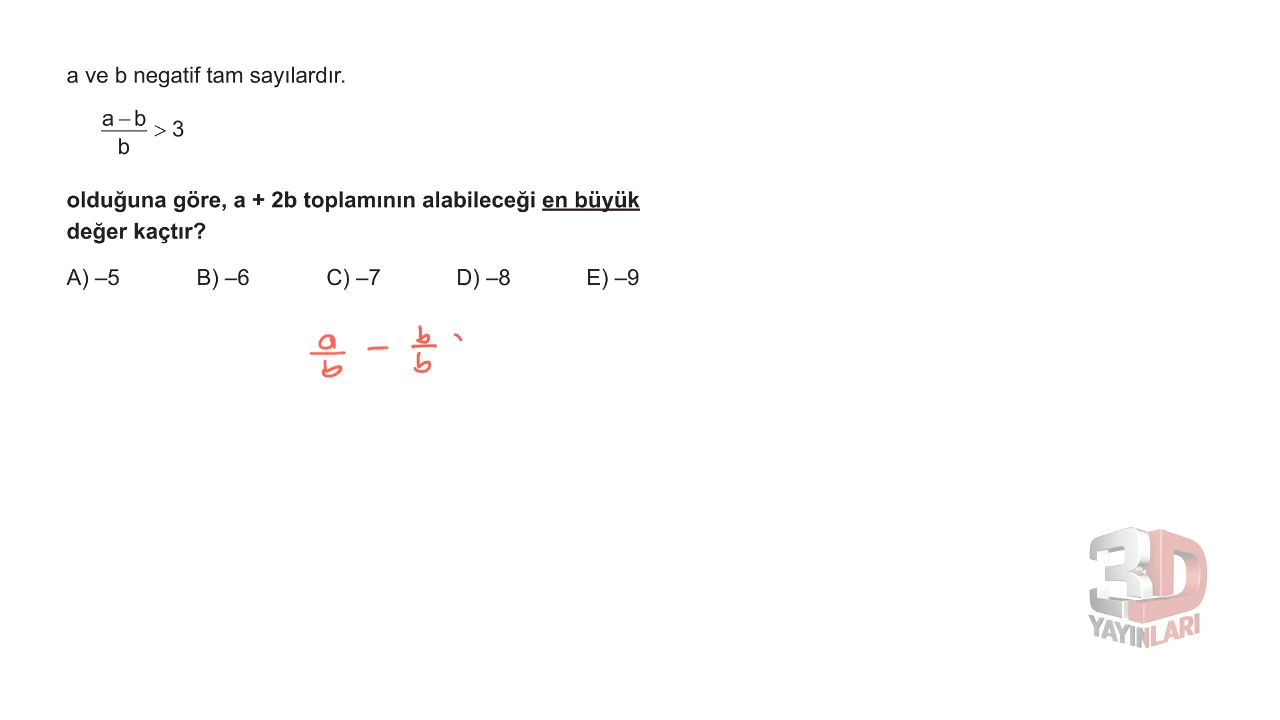 a ve b negatif tam sayılardır.
a – b
b
> 3
olduğuna göre, a + 2b toplamının alabileceği en büyük
değer kaçtır?
A) –5 B) –6 C) –7 D) –8 E) –9
a
b
–
b
b
3D
YAYINLARI